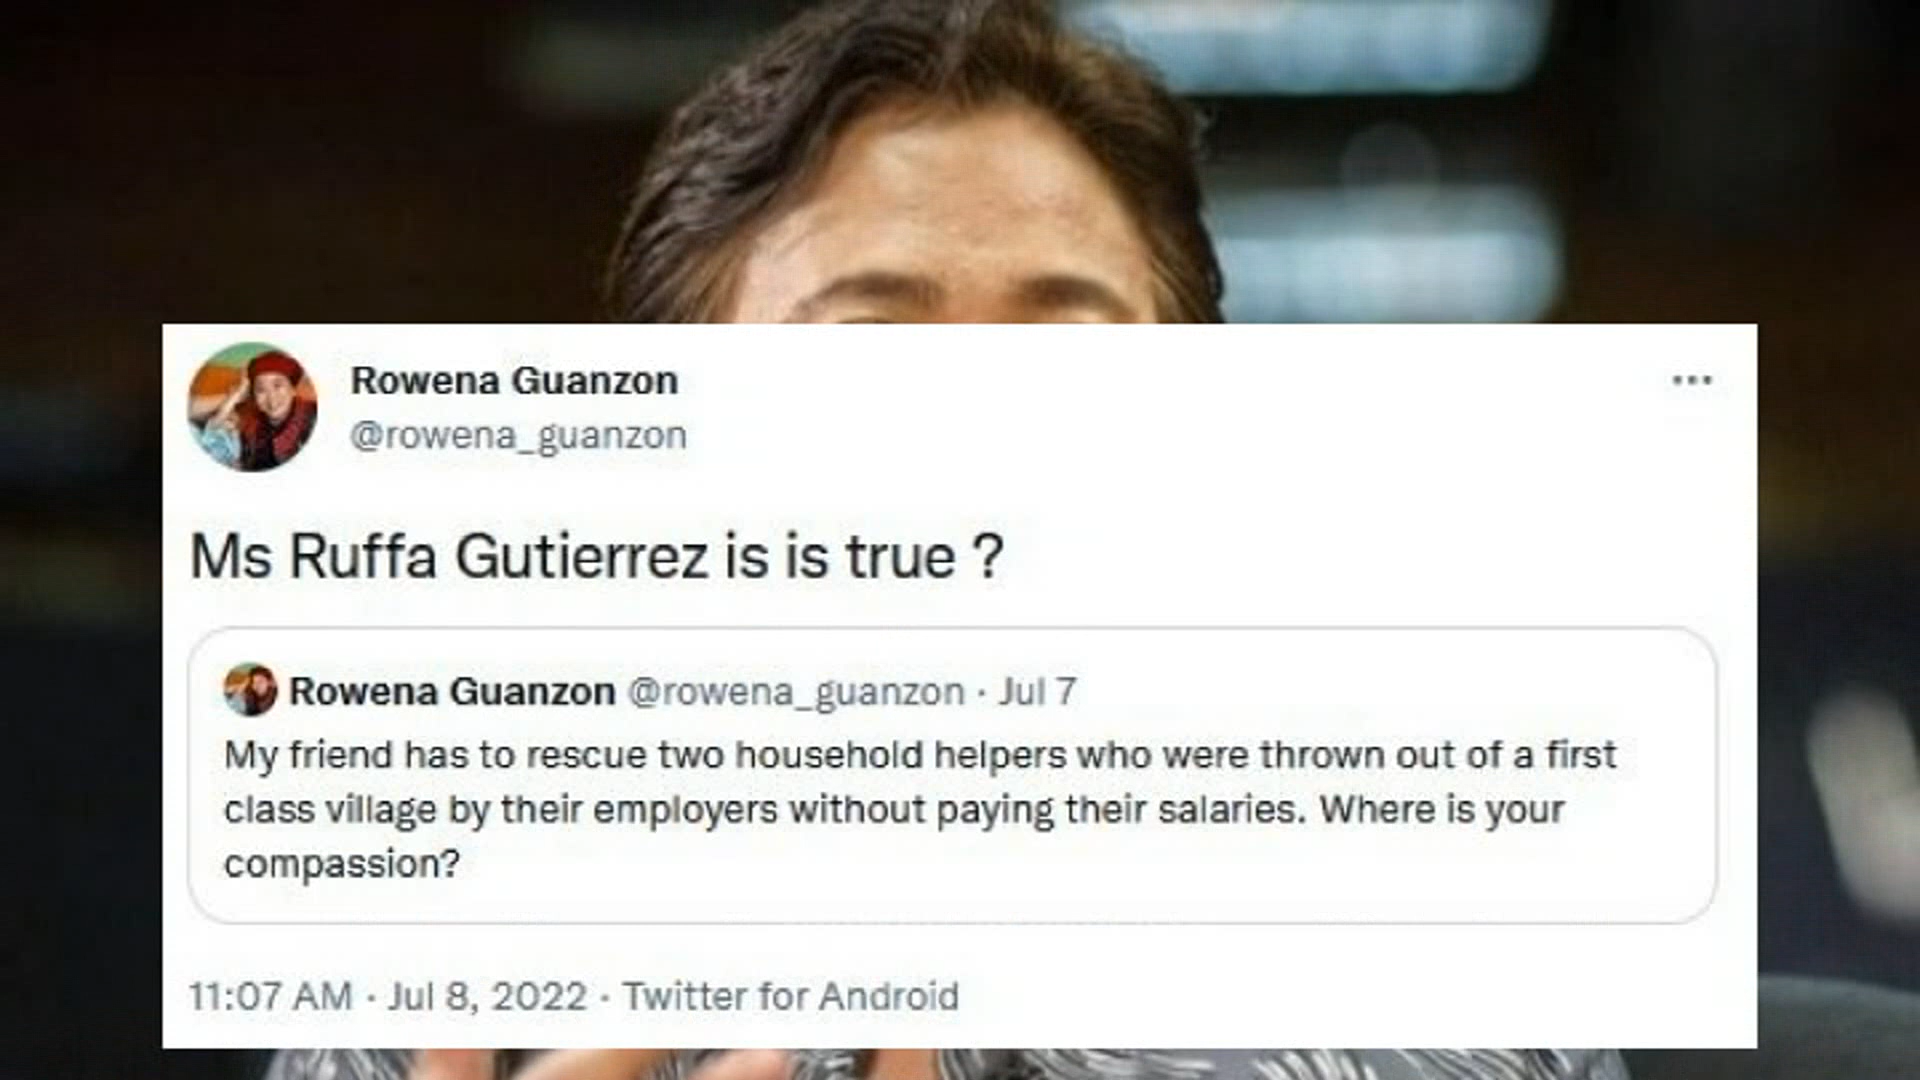 Rowena Guanzon
@rowena_guanzon
Ms Ruffa Gutierrez is is true ?
Rowena Guanzon @rowena_guanzon · Jul 7
My friend has to rescue two household helpers who were thrown out of a first
class village by their employers without paying their salaries. Where is your
compassion?
11:07 AM · Jul 8, 2022 · Twitter for Android